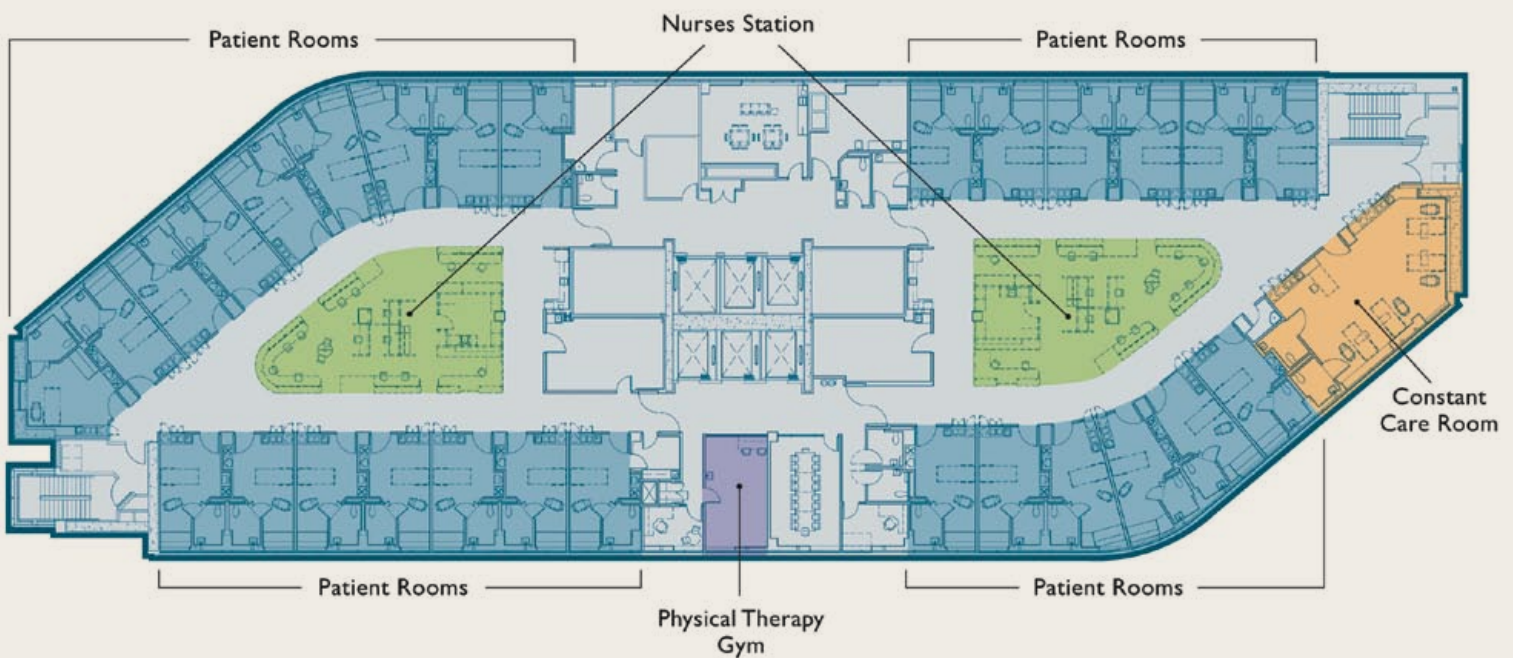 Nurses Station
Patient Rooms
Patient Rooms
Constant
Care Room
Patient Rooms
Patient Rooms
Physical Therapy
Gym